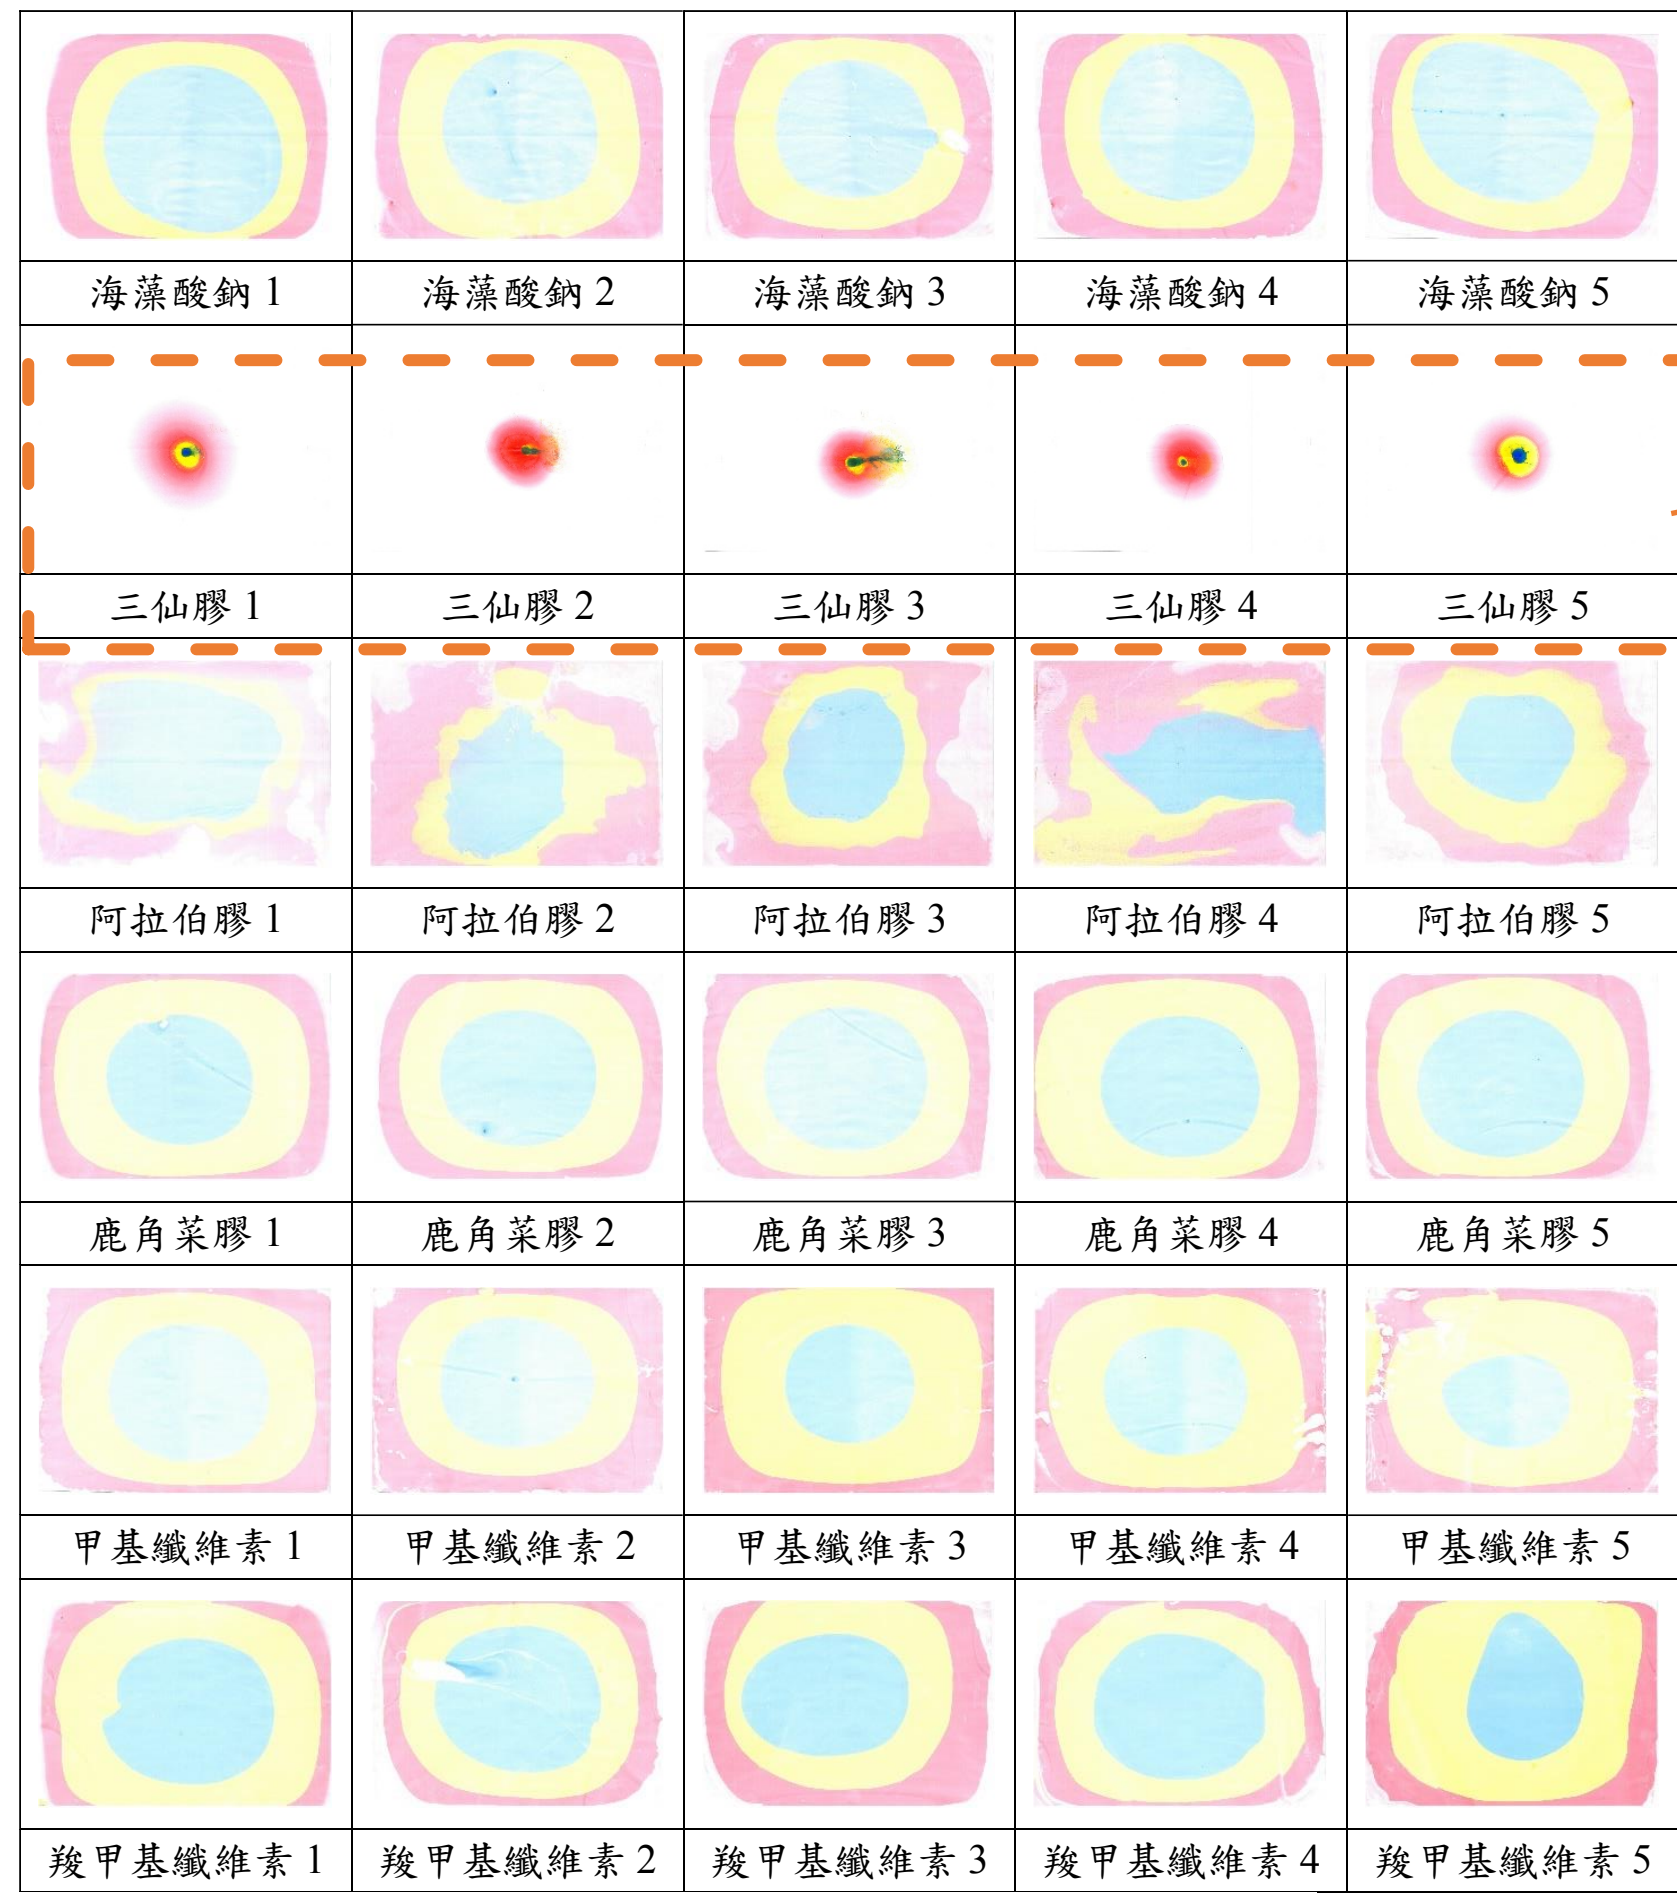 海藻酸鈉 1 海藻酸鈉 2 海藻酸鈉 3 海藻酸鈉 4 海藻酸鈉 5
三仙膠 1 三仙膠 2 三仙膠 3 三仙膠 4 三仙膠 5
阿拉伯膠 1 阿拉伯膠 2 阿拉伯膠 3 阿拉伯膠 4 阿拉伯膠 5
鹿角菜膠 1 鹿角菜膠 2 鹿角菜膠 3 鹿角菜膠 4 鹿角菜膠 5
甲基纖維素 1 甲基纖維素 2 甲基纖維素 3 甲基纖維素 4 甲基纖維素 5
羧甲基纖維素 1 羧甲基纖維素 2 羧甲基纖維素 3 羧甲基纖維素 4 羧甲基纖維素 5